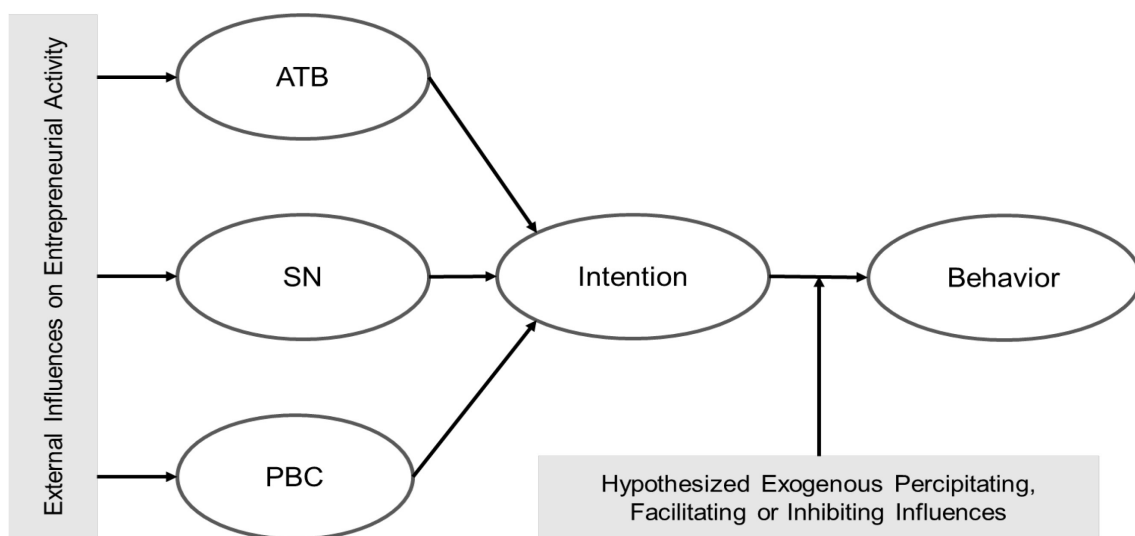 External Influences on Entrepreneurial Activity
ATB
SN
PBC
Intention
Behavior
Hypothesized Exogenous Percipitating,
Facilitating or Inhibiting Influences